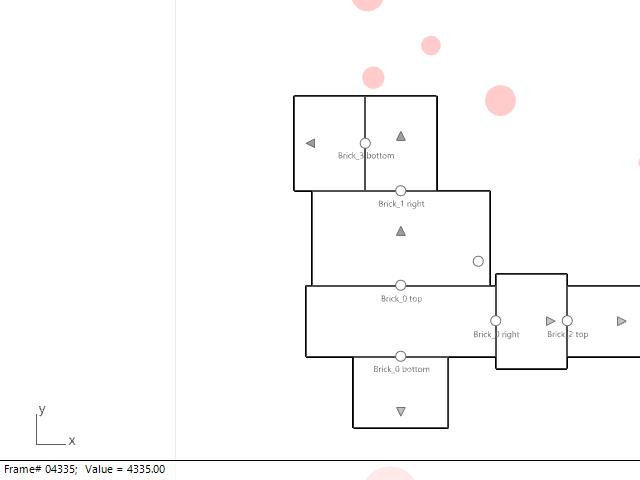 Brick_3 bottom
Brick_1 right
Brick_0 top
Brick_0 right
Brick_2 top
Brick_0 bottom
y
x
Frame# 04335; Value = 4335.00